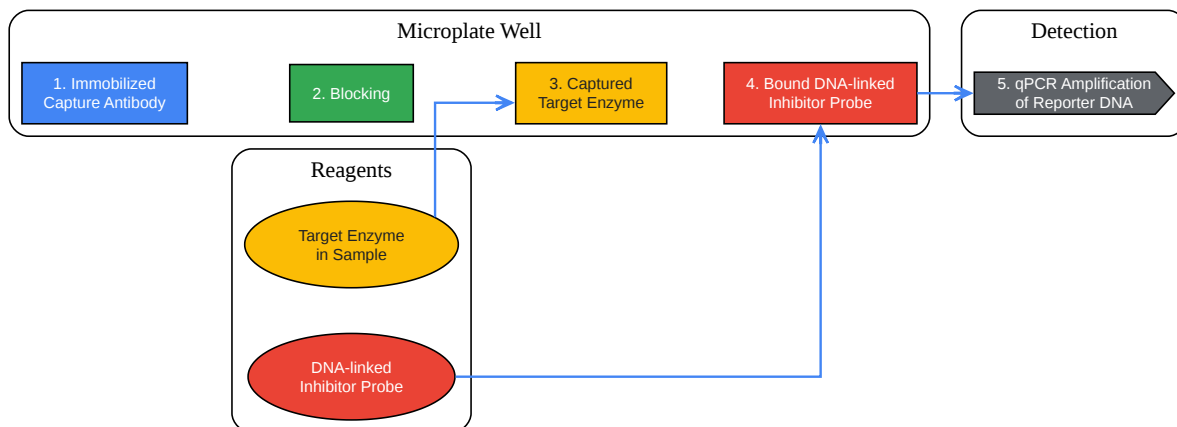 Microplate Well
1. Immobilized
Capture Antibody
2. Blocking
3. Captured
Target Enzyme
4. Bound DNA-linked
Inhibitor Probe
Detection
5. qPCR Amplification
of Reporter DNA
Reagents
Target Enzyme
in Sample
DNA-linked
Inhibitor Probe